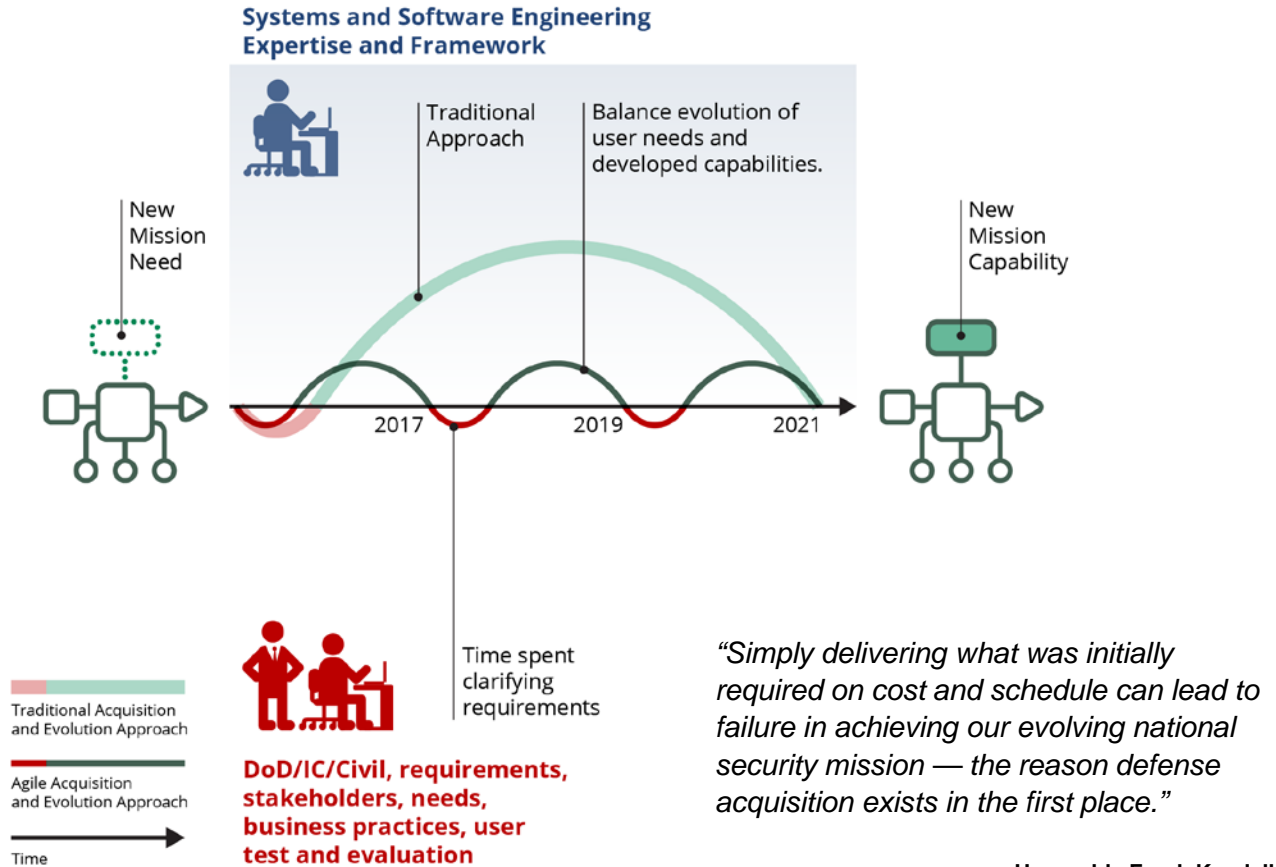 Systems and Software Engineering
Expertise and Framework
Traditional
Approach
Balance evolution of
user needs and
developed capabilities.
New
Mission
Need
New
Mission
Capability
2017
2019
2021
Time spent
clarifying
requirements
Traditional Acquisition
and Evolution Approach
Agile Acquisition
and Evolution Approach
Time
DoD/IC/Civil, requirements,
stakeholders, needs,
business practices, user
test and evaluation
“Simply delivering what was initially
required on cost and schedule can lead to
failure in achieving our evolving national
security mission — the reason defense
acquisition exists in the first place.”